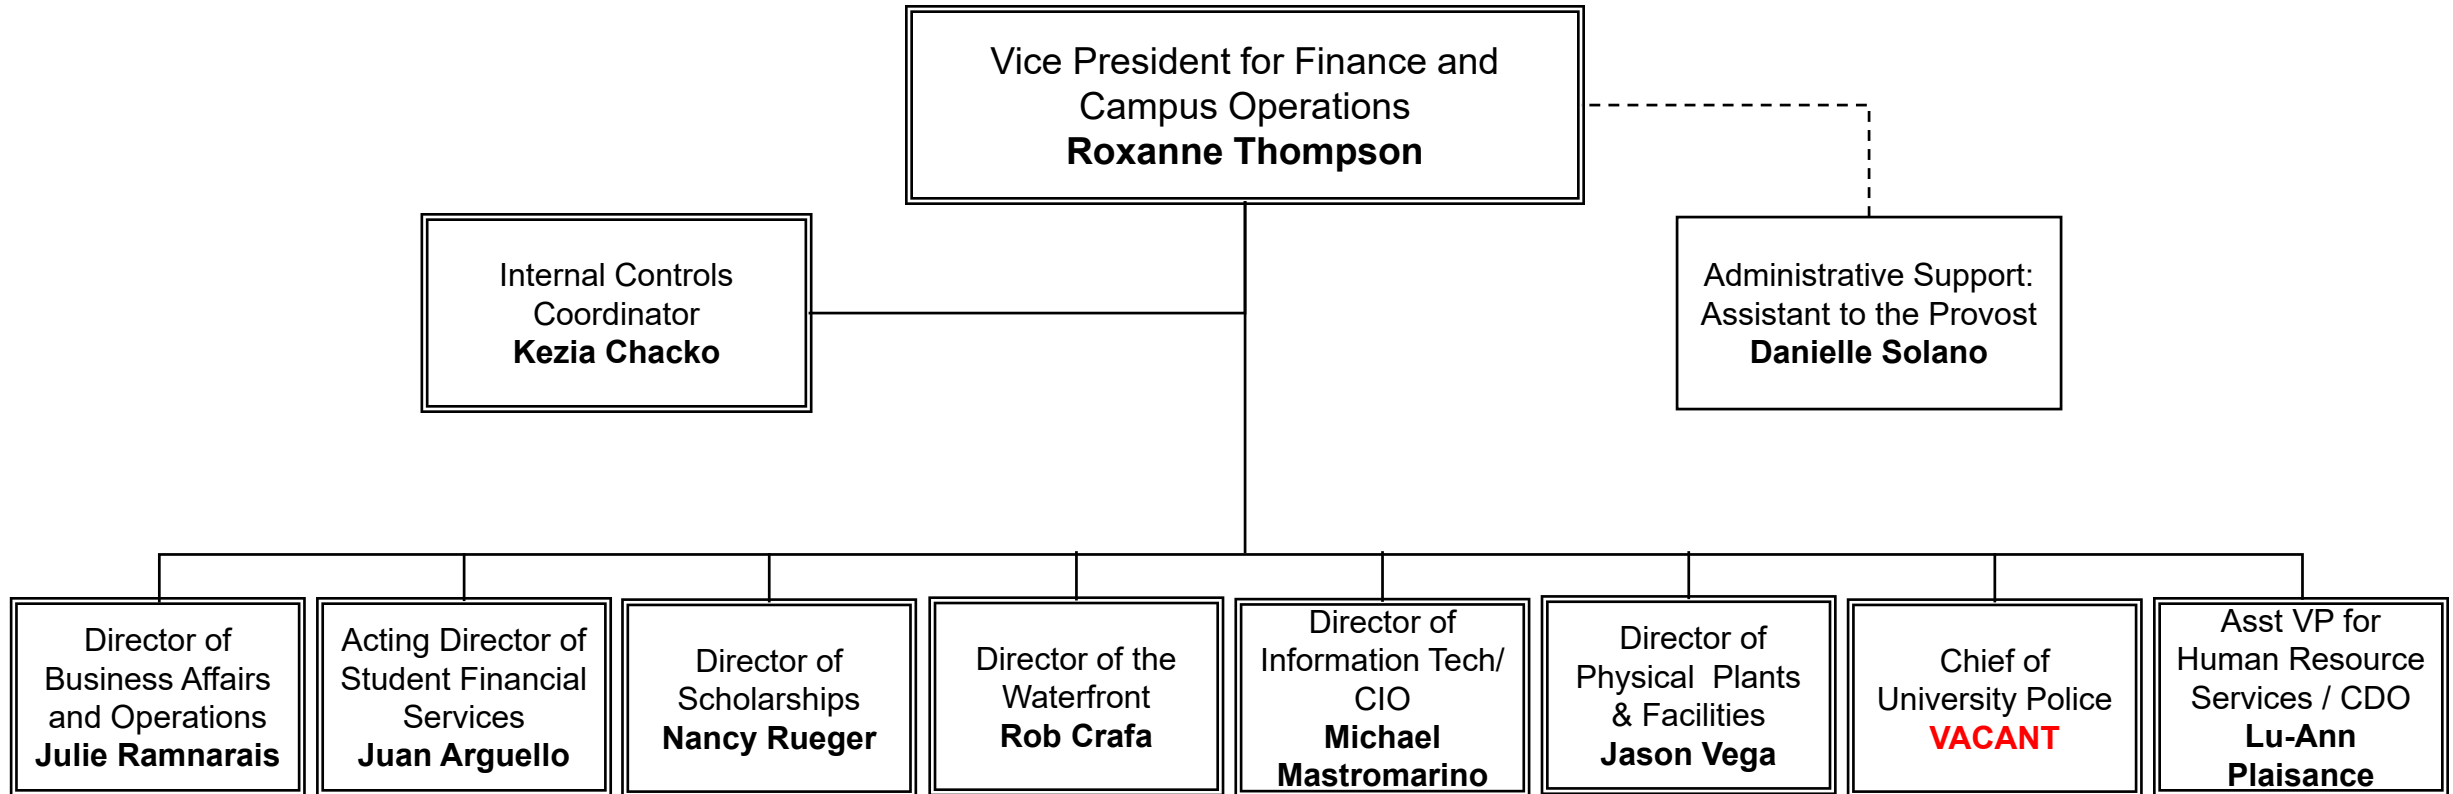 Vice President for Finance and
Campus Operations
Roxanne Thompson
Internal Controls
Coordinator
Kezia Chacko
Administrative Support:
Assistant to the Provost
Danielle Solano
Director of
Business Affairs
and Operations
Julie Ramnarais
Acting Director of
Student Financial
Services
Juan Arguello
Director of
Scholarships
Nancy Rueger
Director of the
Waterfront
Rob Crafa
Director of
Information Tech/
CIO
Michael
Mastromarino
Director of
Physical  Plants
& Facilities
Jason Vega
Chief of
University Police
VACANT
Asst VP for
Human Resource
Services / CDO
Lu-Ann
Plaisance